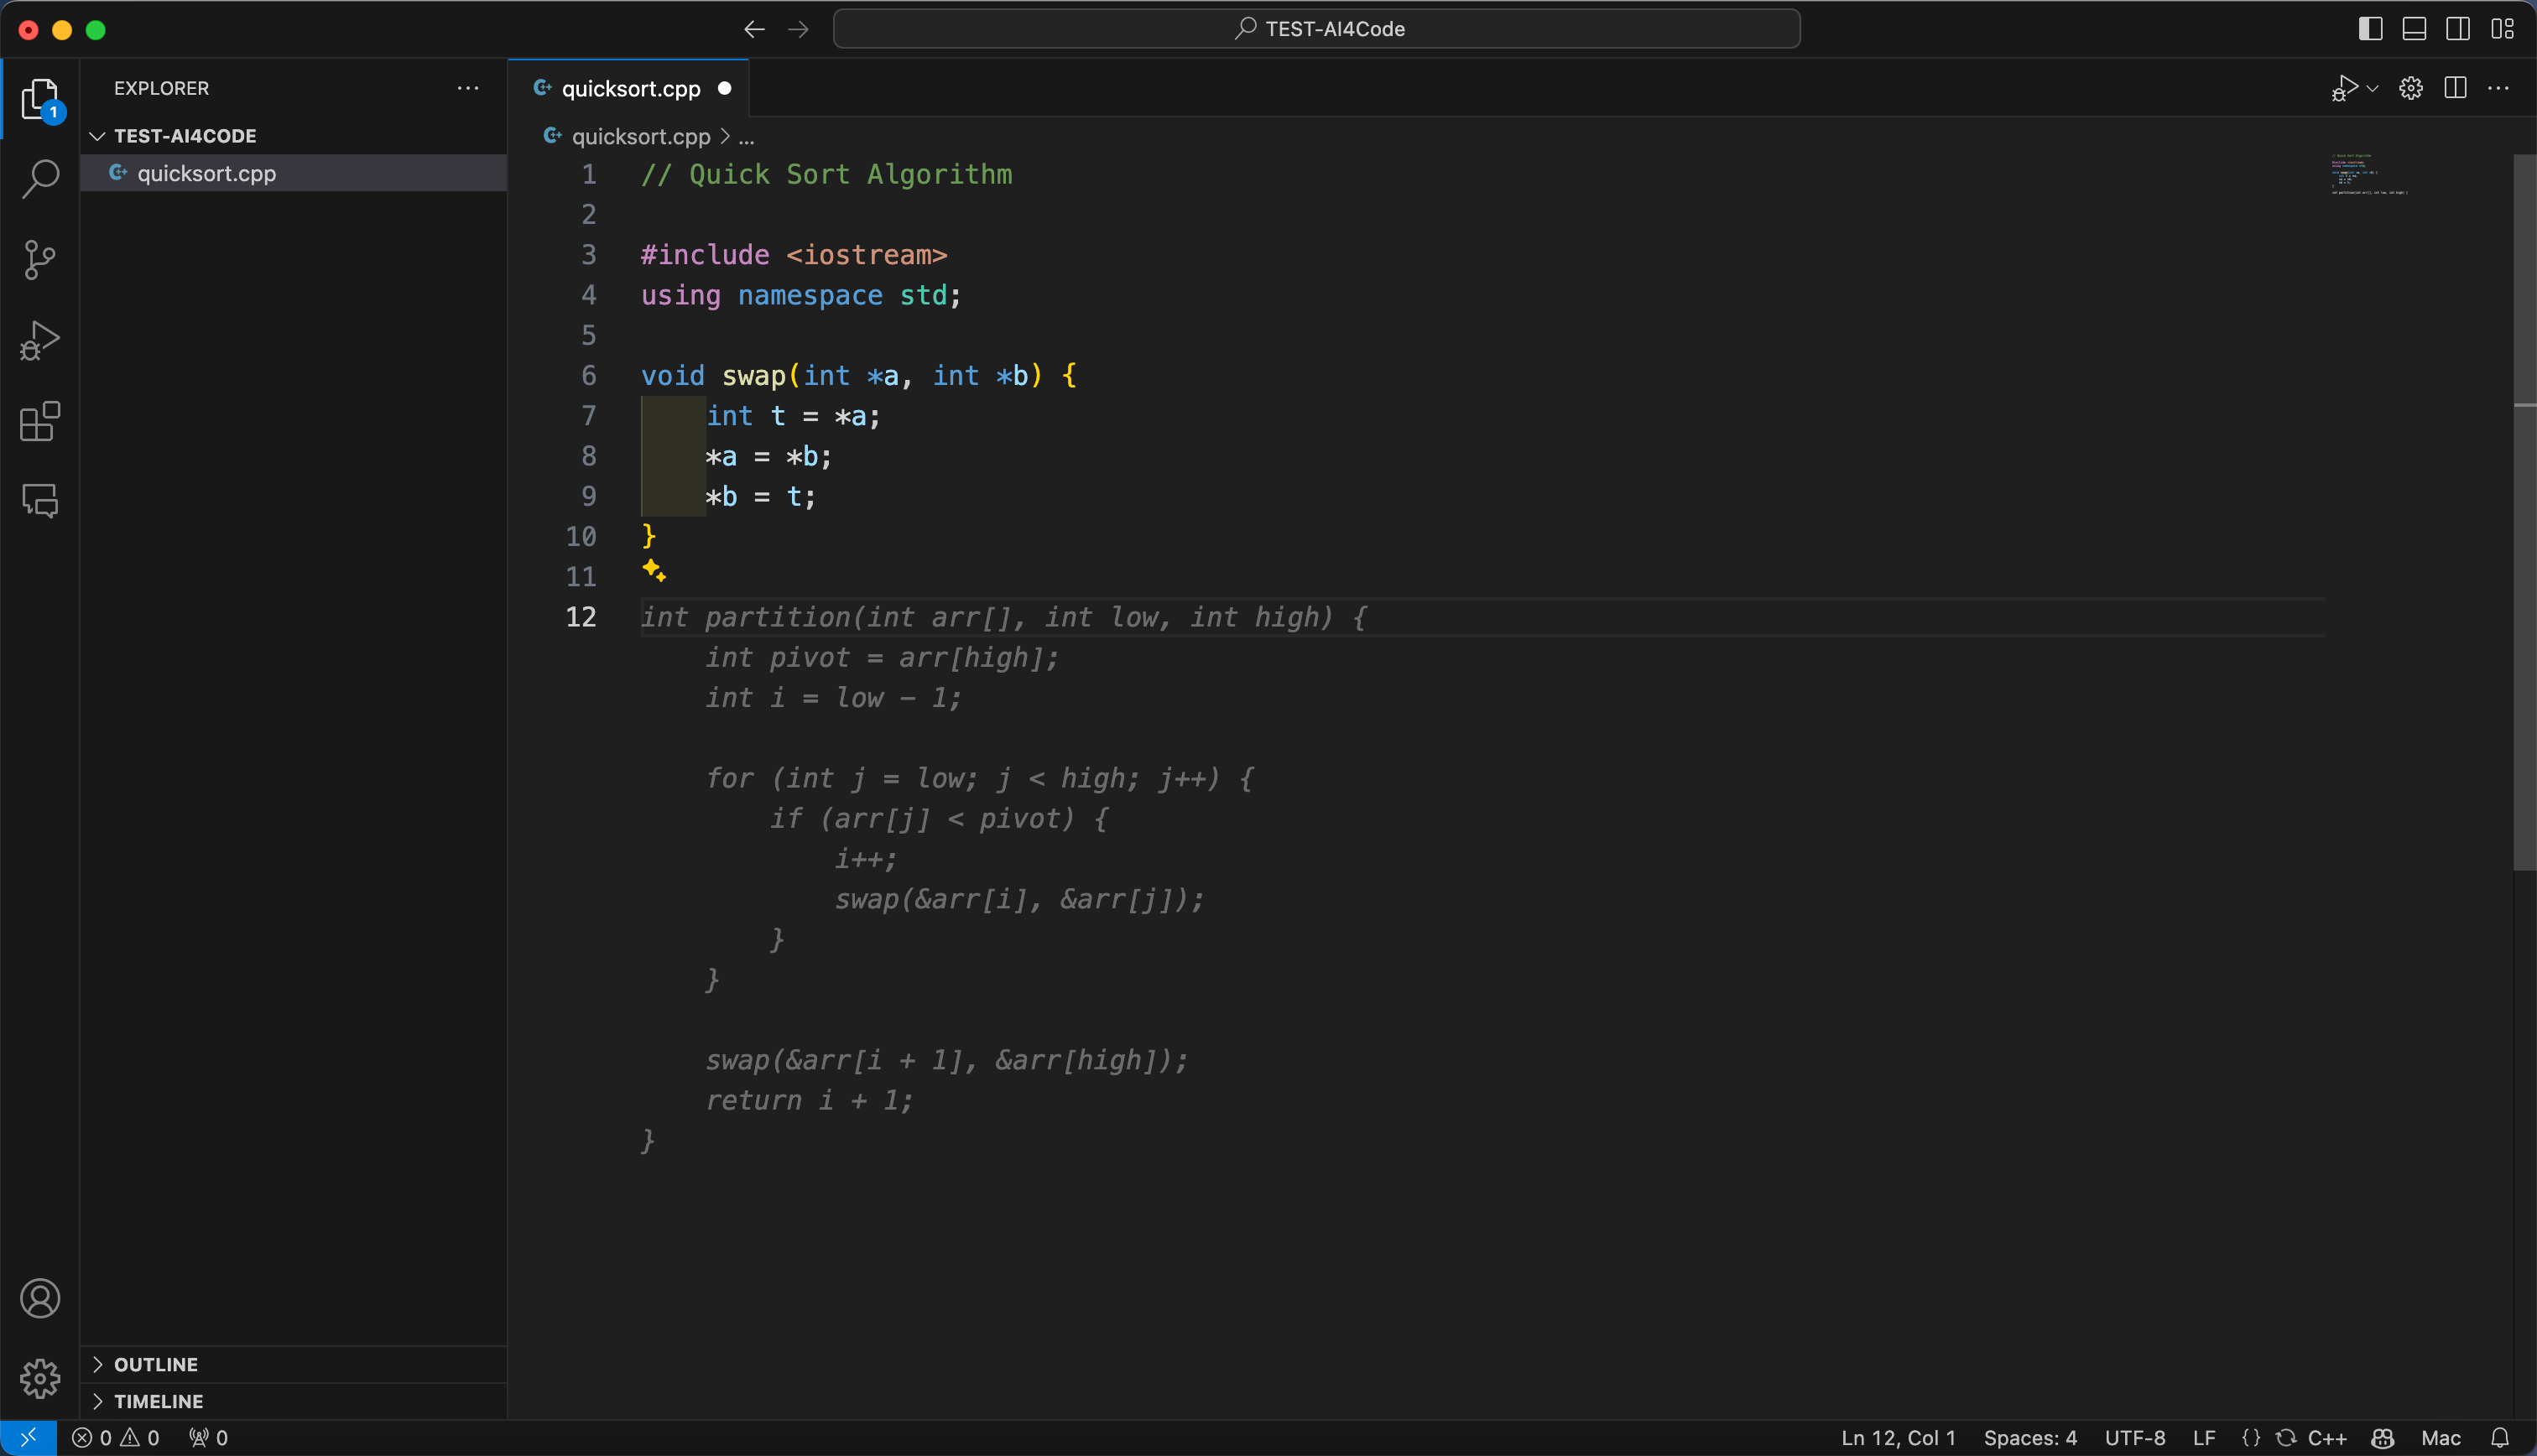 TEST-AI4Code
1
EXPLORER
TEST-AI4CODE
quicksort.cpp
OUTLINE
TIMELINE
quicksort.cpp
quicksort.cpp > ...
1 // Quick Sort Algorithm
2
3 #include <iostream>
4 using namespace std;
5
6 void swap(int *a, int *b) {
7     int t = *a;
8     *a = *b;
9     *b = t;
10 }
11
12 int partition(int arr[], int low, int high) {
    int pivot = arr[high];
    int i = low - 1;
    for (int j = low; j < high; j++) {
        if (arr[j] < pivot) {
            i++;
            swap(&arr[i], &arr[j]);
        }
    }
    swap(&arr[i + 1], &arr[high]);
    return i + 1;
}
0 0 0 Ln 12, Col 1 Spaces: 4 UTF-8 LF {} C++ Mac